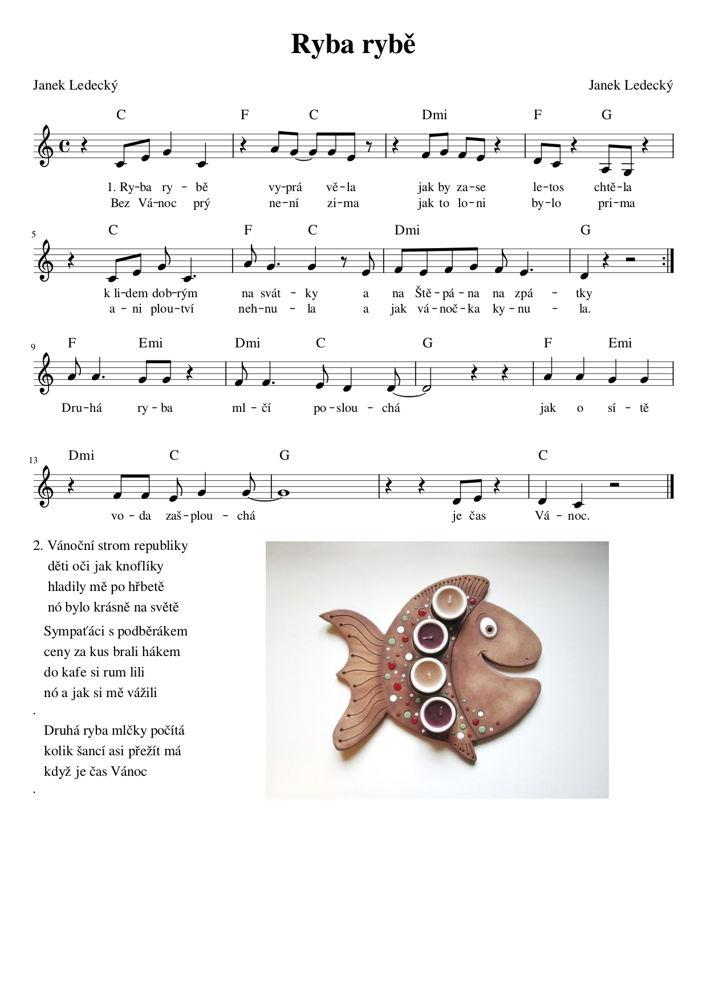 Ryba rybě
Janek Ledecký Janek Ledecký
C F C Dmi F G
1. Ry – ba ry – bě vy – prá vě – la jak by za – se le – tos chtě – la
Bez Vá – noc prý ne – ní zi – ma jak to lo – ni by – lo pri – ma
5 C F C Dmi G
k li – dem dob – rým na svát – ky a na Ště – pá – na na zpá – tky
a – ni plou – tví neh – nu – la a jak vá – noč – ka ky – nu – la.
9 F Emi Dmi C G F Emi
Dru – há ry – ba ml – čí po – slou – chá jak o sí – tě
13 Dmi C G C
vo – da zaš – plou – chá je čas Vá – noc.
2. Vánoční strom republiky
děti oči jak knoflíky
hladily mě po hřbetě
nó bylo krásně na světě
Sympaťáci s podběrákem
ceny za kus brali hákem
do kafe si rum lili
nó a jak si mě vážili
.
Druhá ryba mlčky počítá
kolik šancí asi přežít má
když je čas Vánoc
.